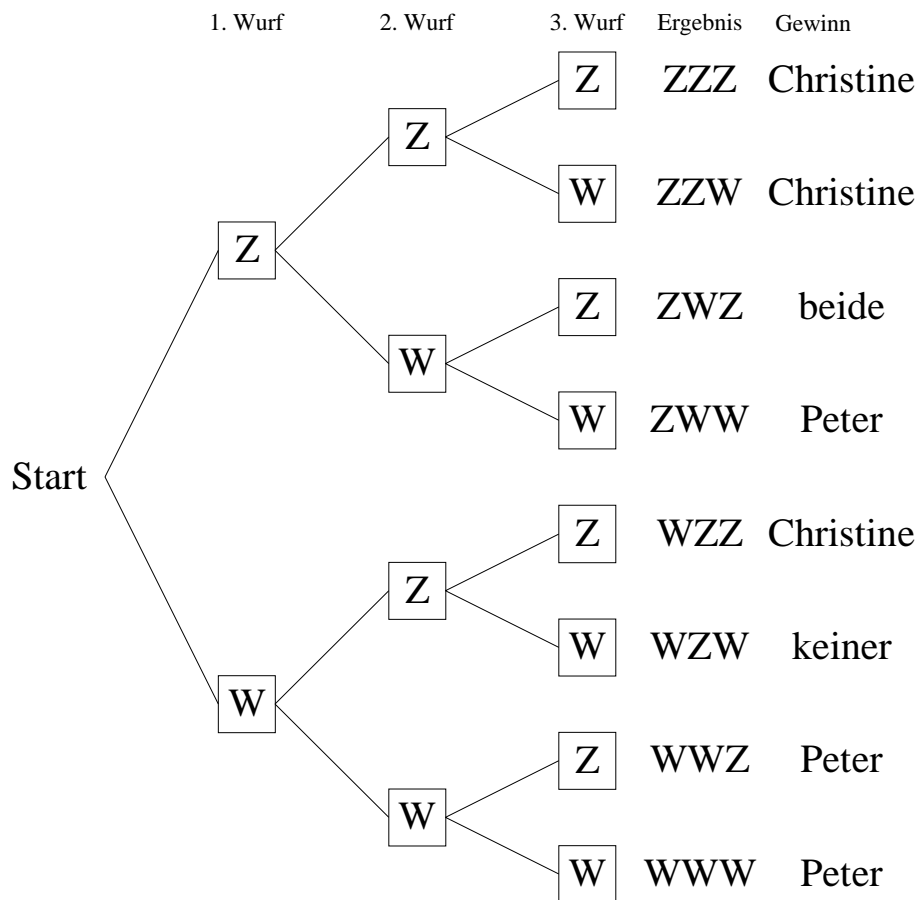 1. Wurf 2. Wurf 3. Wurf Ergebnis Gewinn
Z ZZZ Christine
Z
W ZZW Christine
Z
Z ZWZ beide
W
W ZWW Peter
Start
Z WZZ Christine
Z
W WZW keiner
W
Z WWZ Peter
W
W WWW Peter